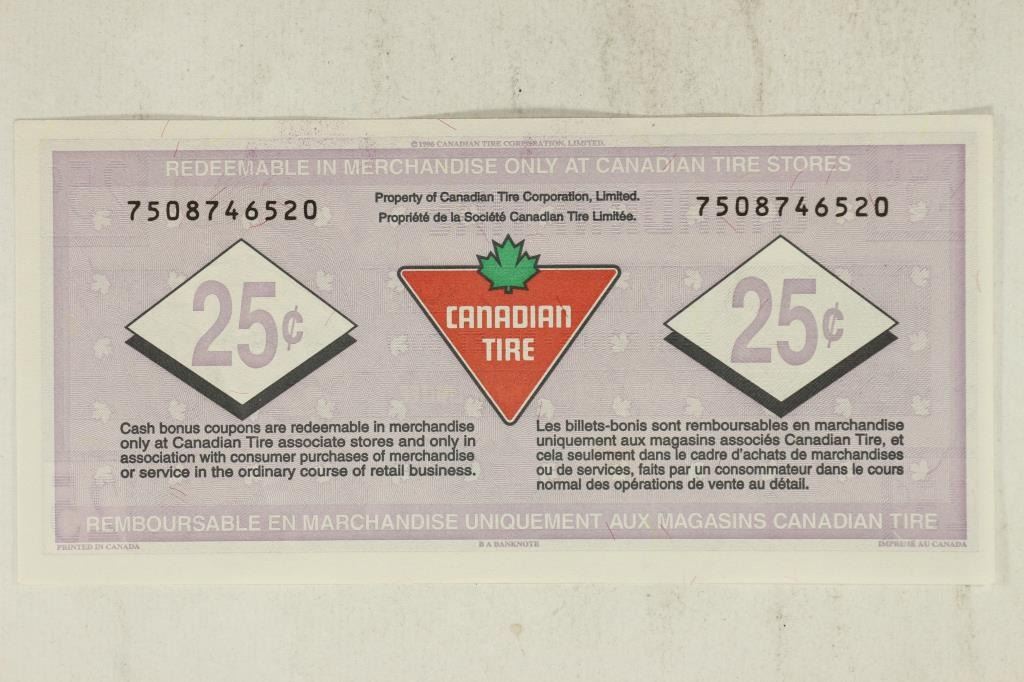 © 1996 CANADIAN TIRE CORPORATION, LIMITED.
REDEEMABLE IN MERCHANDISE ONLY AT CANADIAN TIRE STORES
Property of Canadian Tire Corporation, Limited.
Propriété de la Société Canadian Tire Limitée.
7508746520
7508746520
25¢
CANADIAN
TIRE
25¢
Cash bonus coupons are redeemable in merchandise
only at Canadian Tire associate stores and only in
association with consumer purchases of merchandise
or service in the ordinary course of retail business.
Les billets-bonis sont remboursables en marchandise
uniquement aux magasins associés Canadian Tire, et
cela seulement dans le cadre d'achats de marchandises
ou de services, faits par un consommateur dans le cours
normal des opérations de vente au détail.
REMBOURSABLE EN MARCHANDISE UNIQUEMENT AUX MAGASINS CANADIAN TIRE
PRINTED IN CANADA
B A BANKNOTE
IMPRIMÉ AU CANADA